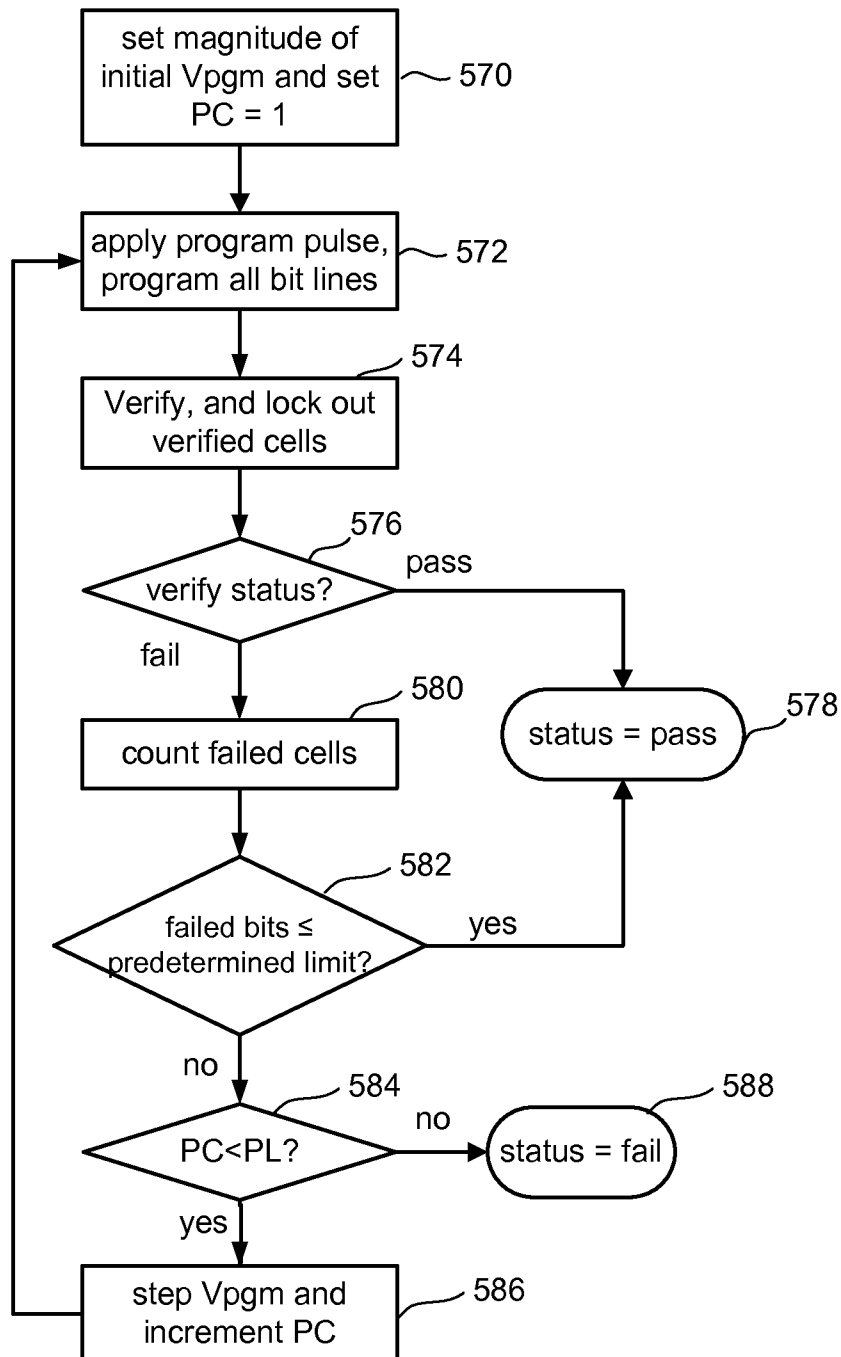 set magnitude of
initial Vpgm and set
PC = 1
570
apply program pulse,
program all bit lines
572
574
Verify, and lock out
verified cells
576
pass
verify status?
fail
580
578
status = pass
count failed cells
582
failed bits ≤
predetermined limit?
yes
no
584
588
no
PC<PL?
status = fail
yes
step Vpgm and
increment PC
586